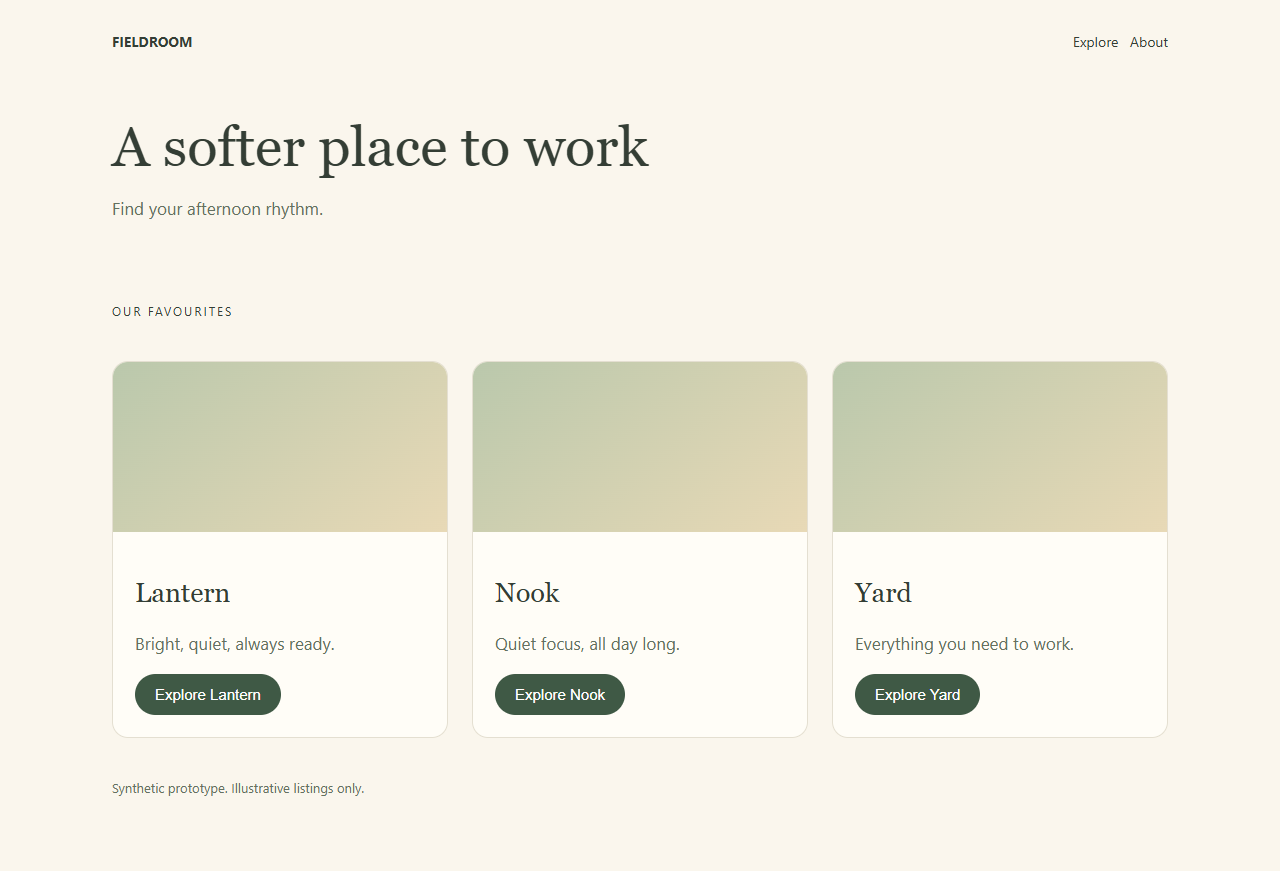 FIELDROOM
Explore About
A softer place to work
Find your afternoon rhythm.
OUR FAVOURITES
Lantern
Bright, quiet, always ready.
Explore Lantern
Nook
Quiet focus, all day long.
Explore Nook
Yard
Everything you need to work.
Explore Yard
Synthetic prototype. Illustrative listings only.